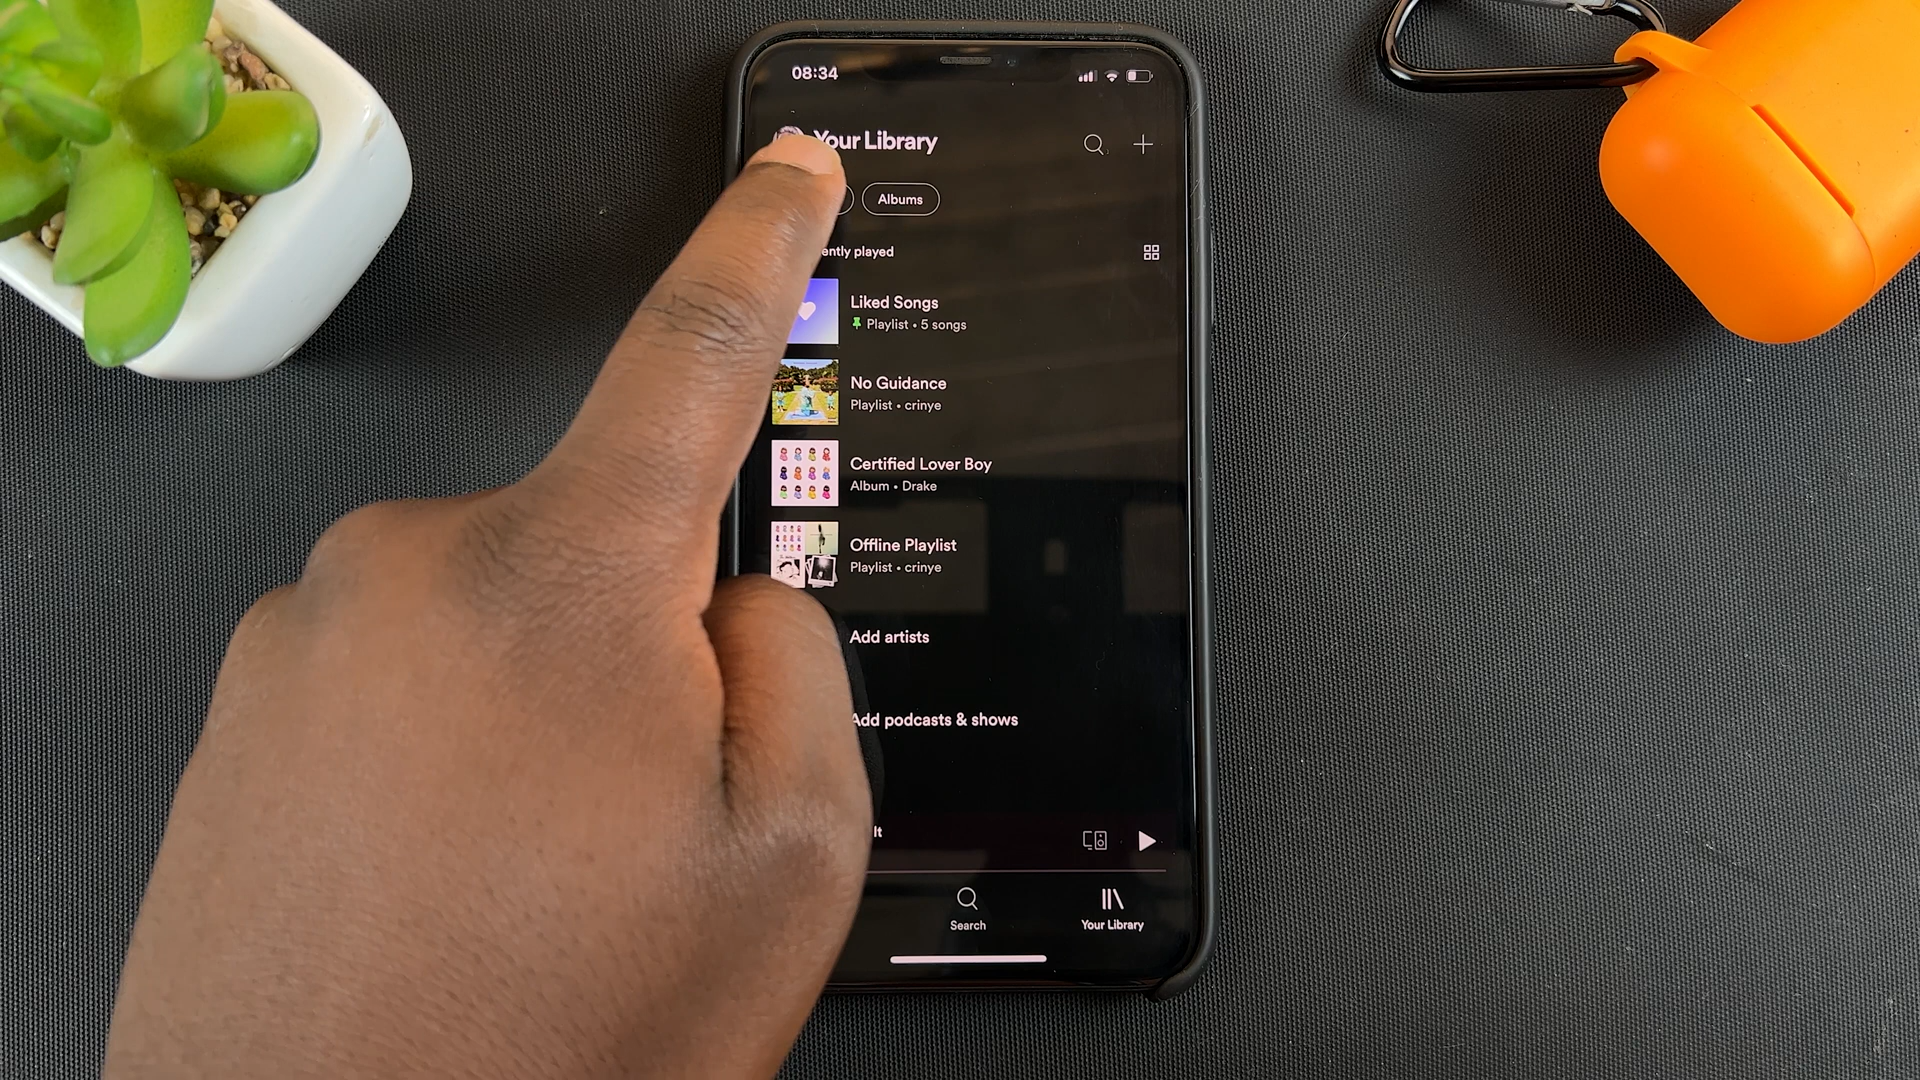 08:34
Your Library
Albums
ently played
Liked Songs
Playlist • 5 songs
No Guidance
Playlist • crinye
Certified Lover Boy
Album • Drake
Offline Playlist
Playlist • crinye
Add artists
Add podcasts & shows
lt
Search
Your Library